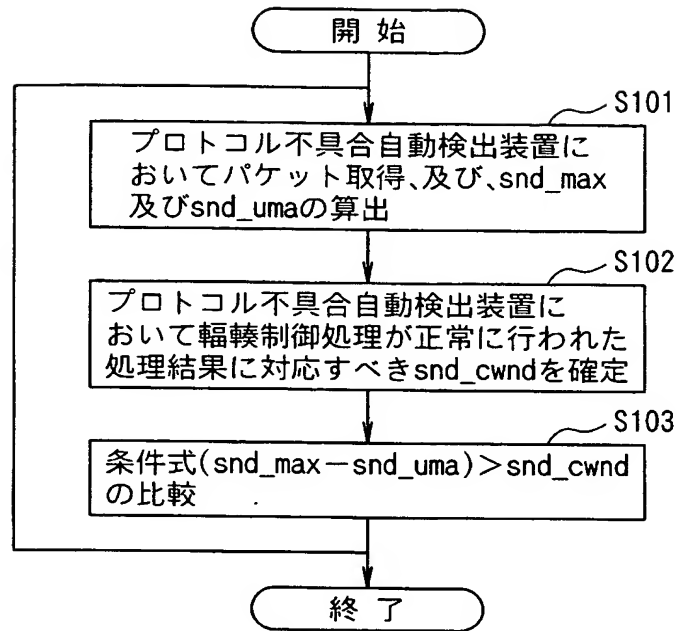 開始
S101
プロトコル不具合自動検出装置に
おいてパケット取得、及び、snd_max
及びsnd_umaの算出
S102
プロトコル不具合自動検出装置に
おいて輻輳制御処理が正常に行われた
処理結果に対応すべきsnd_cwndを確定
S103
条件式(snd_max－snd_uma)＞snd_cwnd
の比較
終了